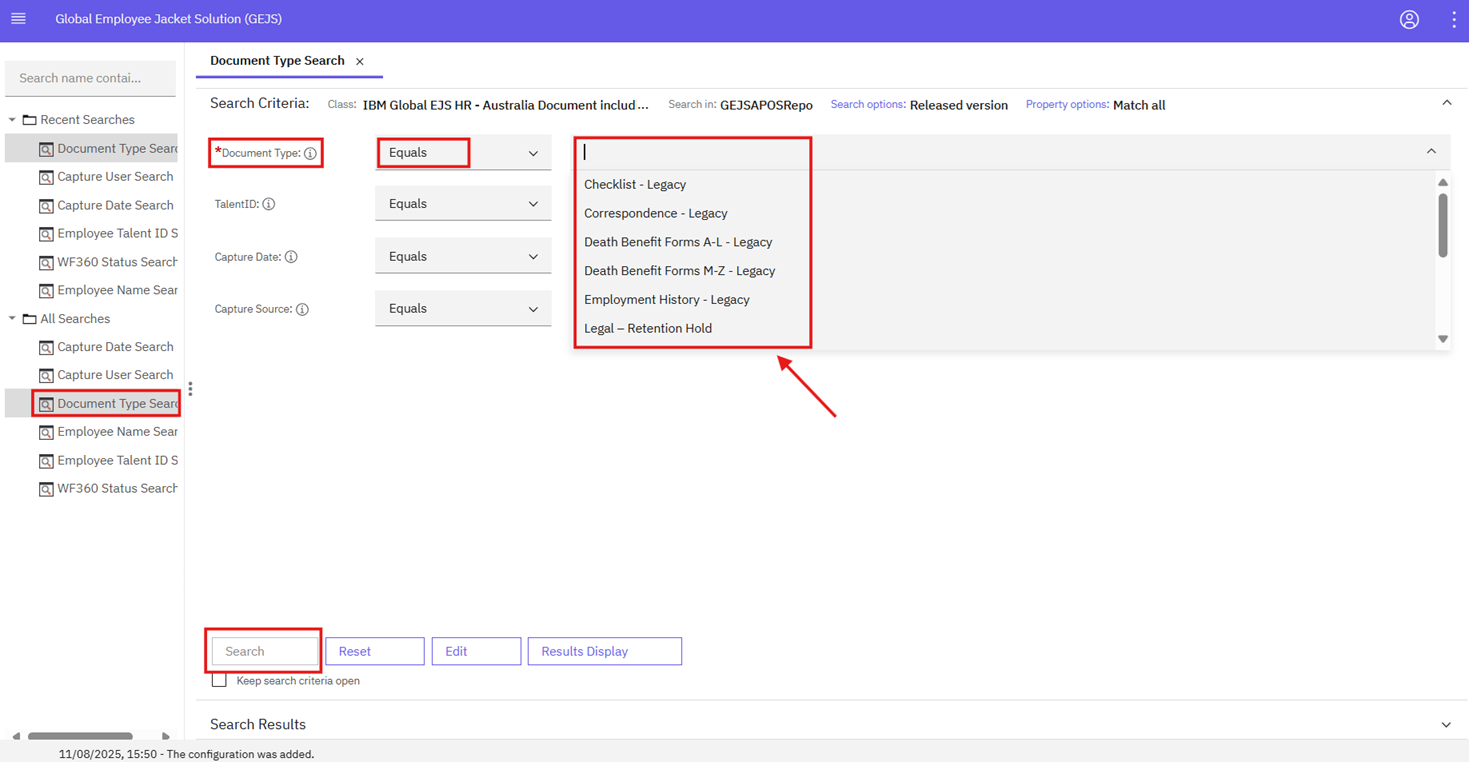 Global Employee Jacket Solution (GEJS)
Search name contai...
Recent Searches
Document Type Searc
Capture User Search
Capture Date Search
Employee Talent ID S
WF360 Status Search
Employee Name Sear
All Searches
Capture Date Search
Capture User Search
Document Type Searc
Employee Name Sear
Employee Talent ID S
WF360 Status Search
Document Type Search
Search Criteria: Class: IBM Global EJS HR - Australia Document includ... Search in: GEJSAPOSRepo Search options: Released version Property options: Match all
*Document Type: Equals
Checklist - Legacy
Correspondence - Legacy
Death Benefit Forms A-L - Legacy
Death Benefit Forms M-Z - Legacy
Employment History - Legacy
Legal – Retention Hold
TalentID: Equals
Capture Date: Equals
Capture Source: Equals
Search Reset Edit Results Display
Keep search criteria open
Search Results
11/08/2025, 15:50 - The configuration was added.